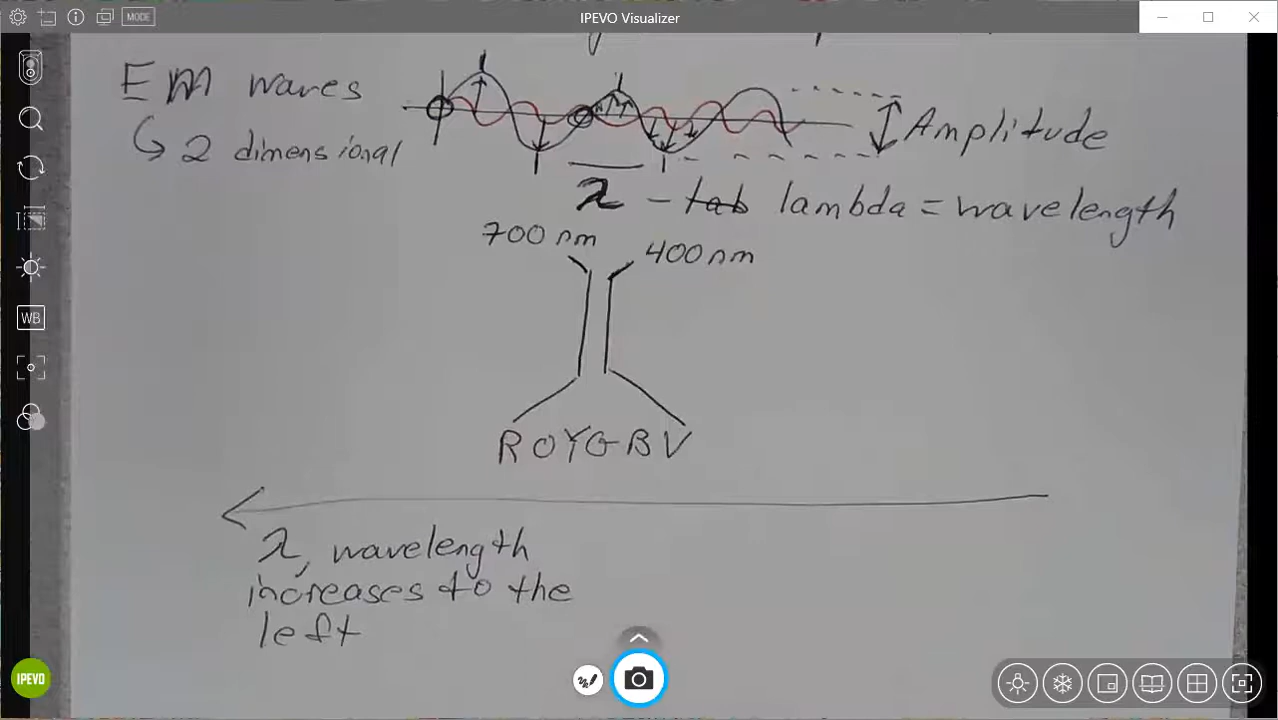 MODE
IPEVO Visualizer
EM waves
Amplitude
2 dimensional
λ - tab lambda = wavelength
700 nm
400 nm
WB
ROYGBV
λ, wavelength
increases to the
left
IPEVO